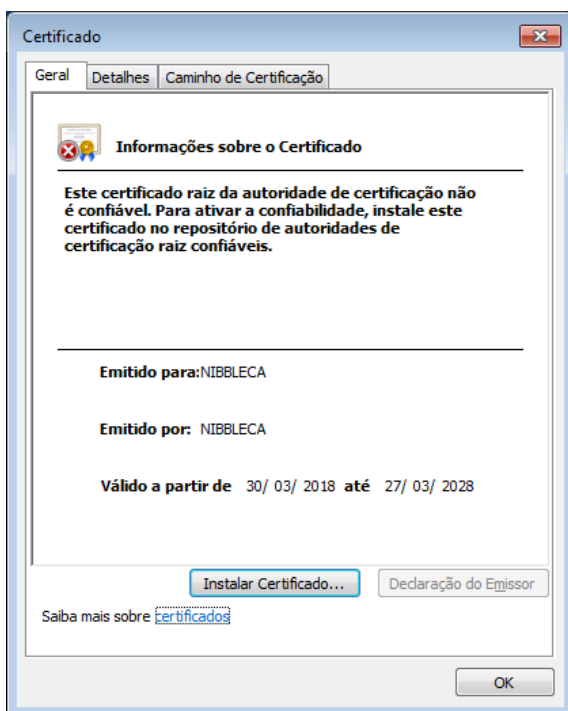 Certificado
Geral Detalhes Caminho de Certificação
Informações sobre o Certificado
Este certificado raiz da autoridade de certificação não
é confiável. Para ativar a confiabilidade, instale este
certificado no repositório de autoridades de
certificação raiz confiáveis.
Emitido para:NIBBLECA
Emitido por: NIBBLECA
Válido a partir de 30/ 03/ 2018 até 27/ 03/ 2028
Instalar Certificado... Declaração do Emissor
Saiba mais sobre certificados
OK